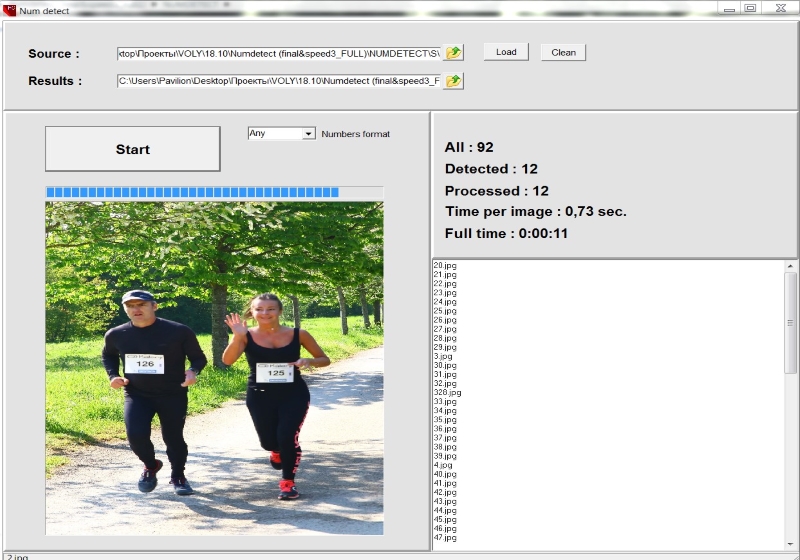 Num detect
Source :
ktop\Проекты\VOLY\18.10\Numdetect (final&speed3_FULL)\NUMDETECT\S\
Load
Clean
Results :
C:\Users\Pavilion\Desktop\Проекты\VOLY\18.10\Numdetect (final&speed3_F
Start
Any
Numbers format
126
125
All : 92
Detected : 12
Processed : 12
Time per image : 0,73 sec.
Full time : 0:00:11
20.jpg
21.jpg
22.jpg
23.jpg
24.jpg
25.jpg
26.jpg
27.jpg
28.jpg
29.jpg
3.jpg
30.jpg
31.jpg
32.jpg
328.jpg
33.jpg
34.jpg
35.jpg
36.jpg
37.jpg
38.jpg
39.jpg
4.jpg
40.jpg
41.jpg
42.jpg
43.jpg
44.jpg
45.jpg
46.jpg
47.jpg
2.jpg